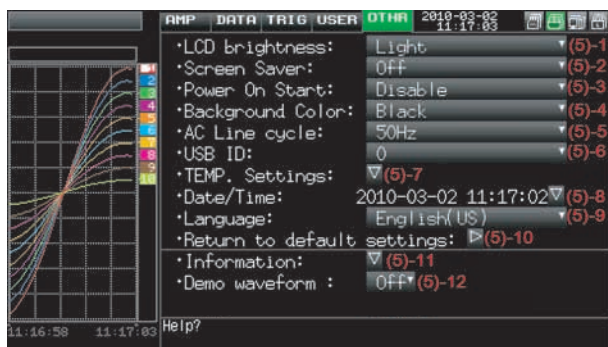 AMP DATA TRIG USER OTHR 2010-03-02 11:17:03
·LCD brightness: Light (5)-1
·Screen Saver: Off (5)-2
·Power On Start: Disable (5)-3
·Background Color: Black (5)-4
·AC Line cycle: 50Hz (5)-5
·USB ID: 0 (5)-6
·TEMP. Settings: (5)-7
·Date/Time: 2010-03-02 11:17:02 (5)-8
·Language: English(US) (5)-9
·Return to default settings: (5)-10
·Information: (5)-11
·Demo waveform : Off (5)-12
1
2
3
4
5
6
7
8
9
10
11:16:58 11:17:03
Help?